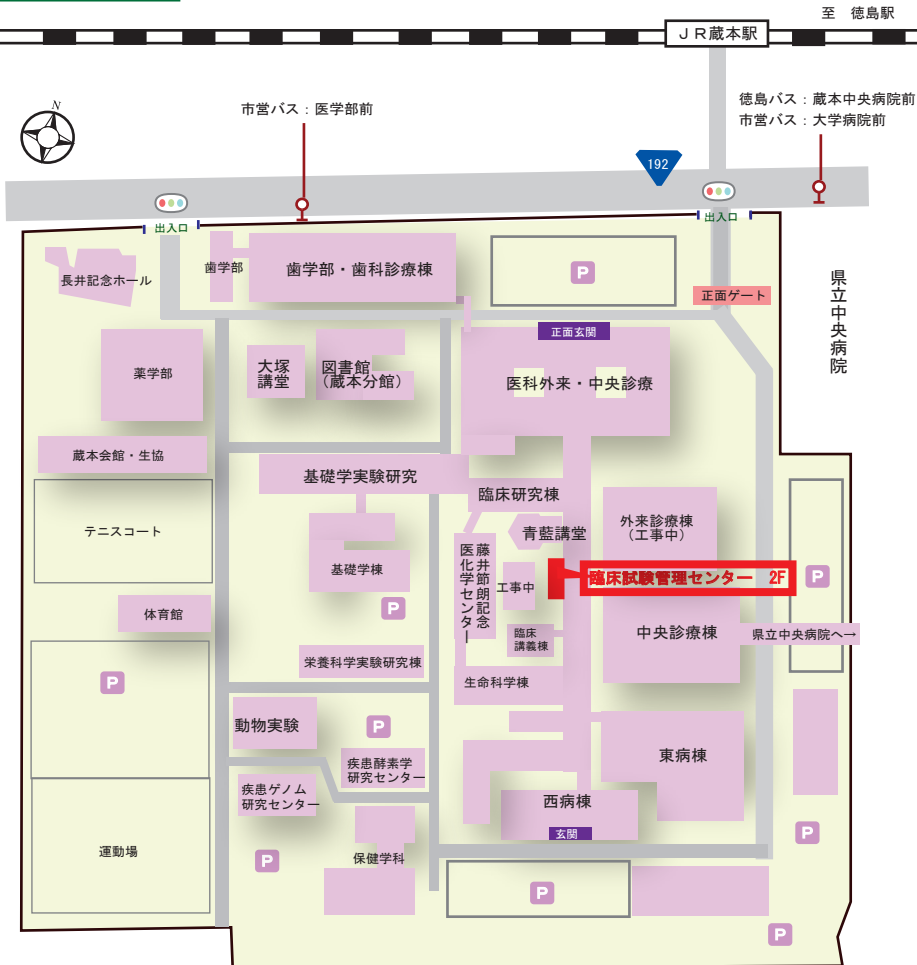 至　徳島駅
ＪＲ蔵本駅
N
市営バス：医学部前
徳島バス：蔵本中央病院前
市営バス：大学病院前
192
出入口
出入口
長井記念ホール
歯学部
歯学部・歯科診療棟
P
正面ゲート
県立中央病院
正面玄関
薬学部
大塚
講堂
図書館
（蔵本分館）
医科外来・中央診療
蔵本会館・生協
基礎学実験研究
臨床研究棟
テニスコート
青藍講堂
外来診療棟
（工事中）
基礎学棟
藤井節朗記念
医化学センター
工事中
臨床試験管理センター　2F
P
体育館
P
臨床
講義棟
中央診療棟
県立中央病院へ→
栄養科学実験研究棟
生命科学棟
P
動物実験
P
疾患酵素学
研究センター
東病棟
疾患ゲノム
研究センター
西病棟
玄関
運動場
P
保健学科
P
P
P